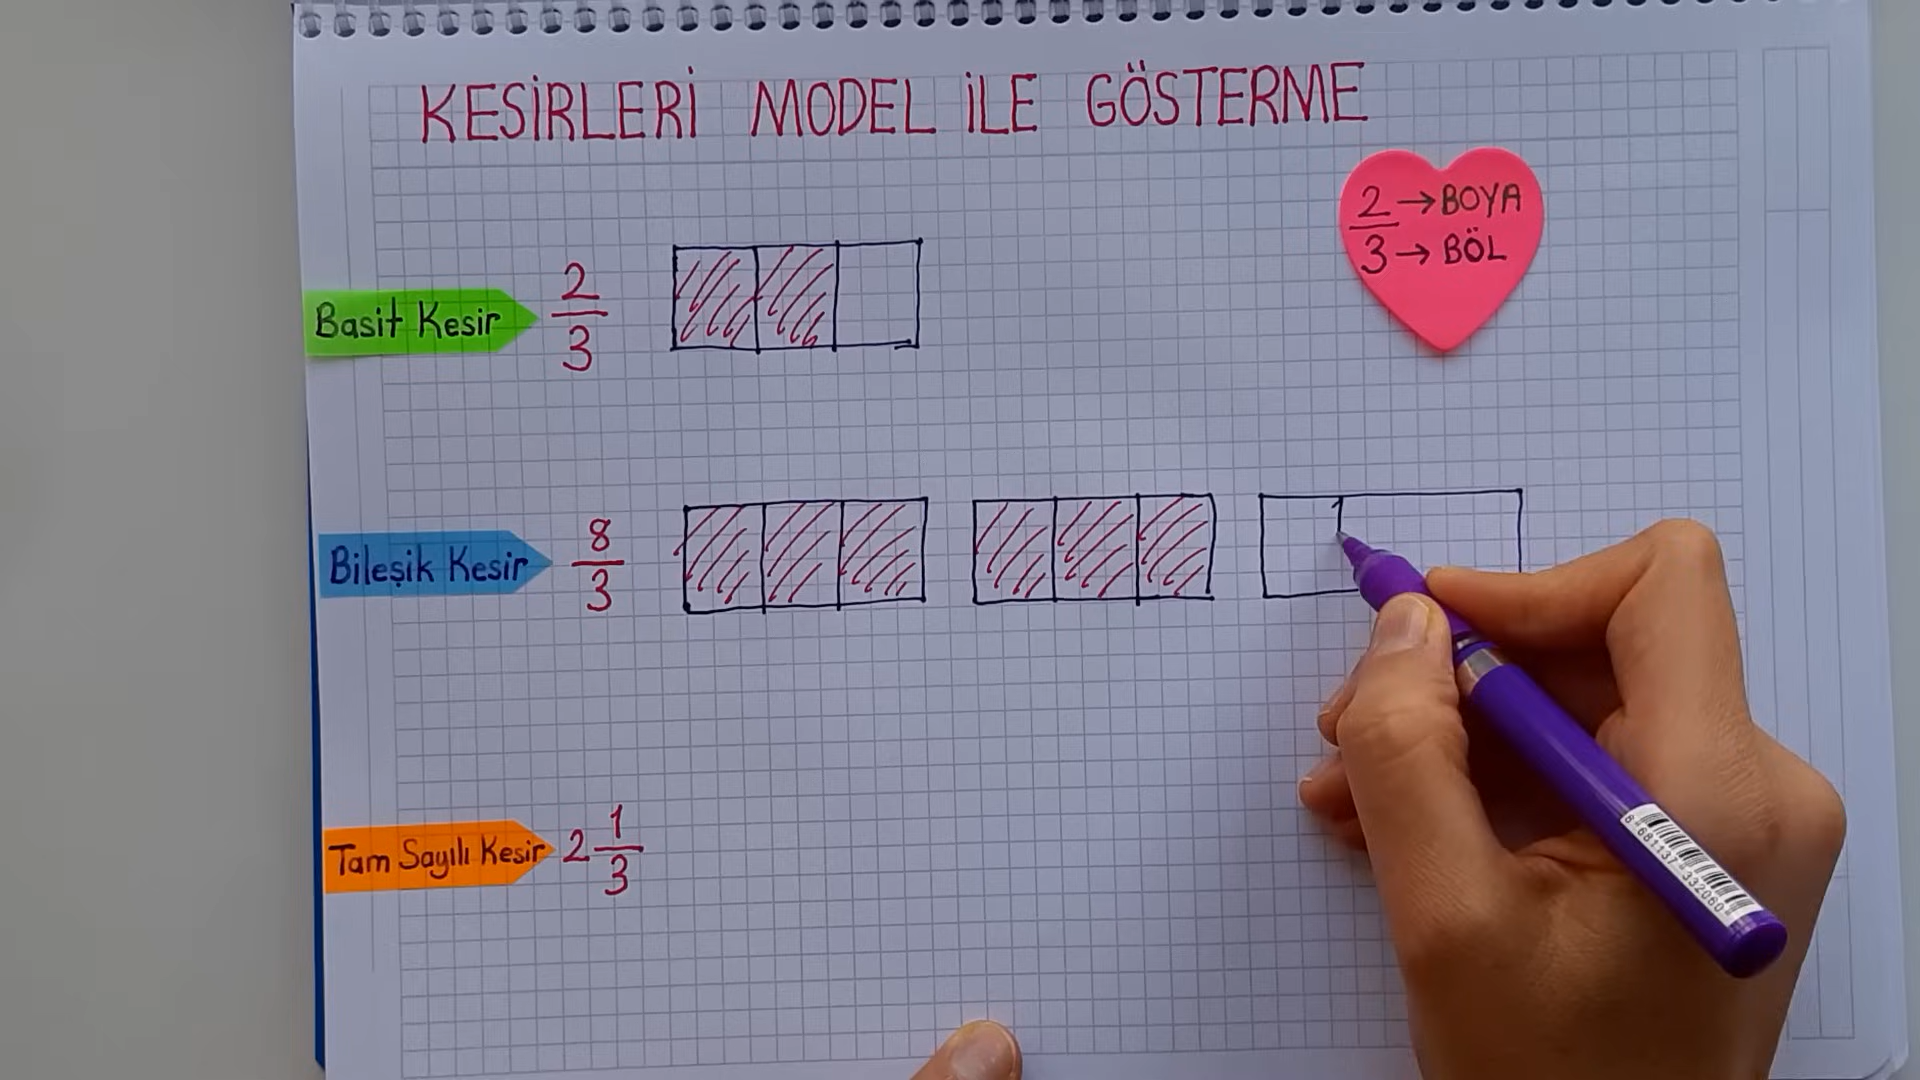 KESİRLERİ MODEL İLE GÖSTERME
2 → BOYA
3 → BÖL
Basit Kesir 2/3
Bileşik Kesir 8/3
Tam Sayılı Kesir 2 1/3
8681137332060